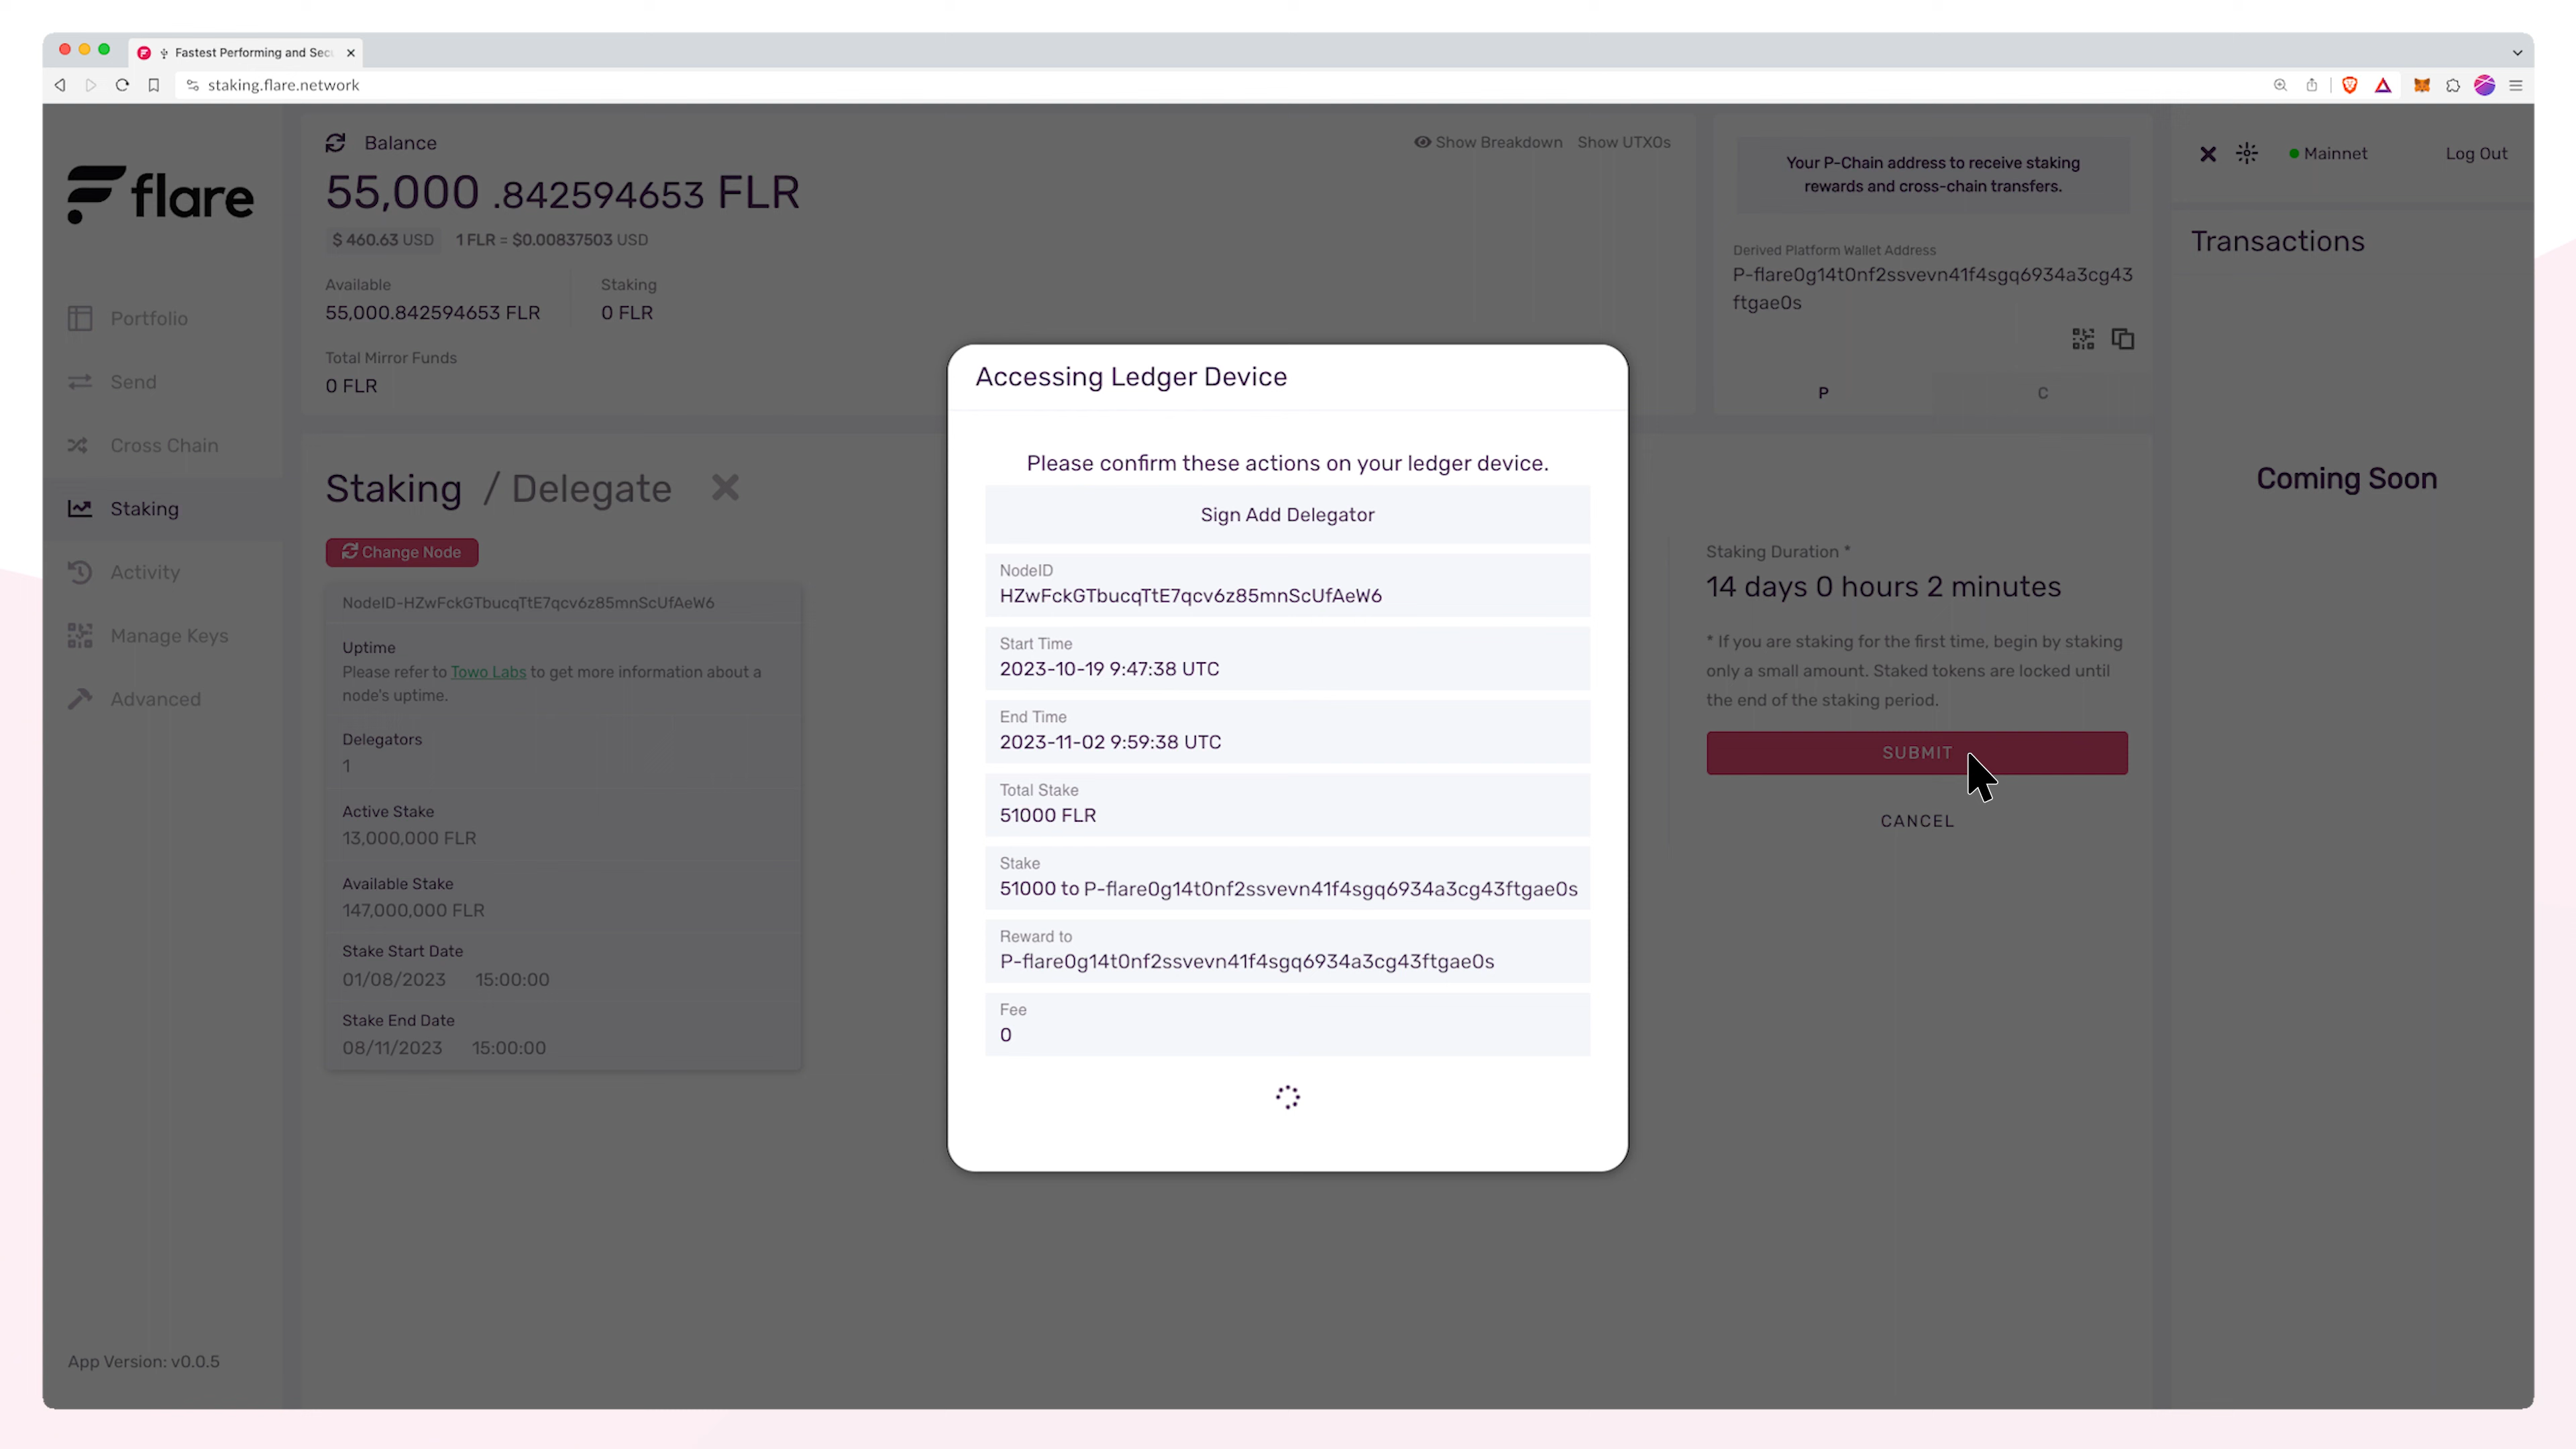 Fastest Performing and Sec
staking.flare.network
flare
Portfolio
Send
Cross Chain
Staking
Activity
Manage Keys
Advanced
App Version: v0.0.5
Balance
Show Breakdown Show UTXOs
55,000 .842594653 FLR
$ 460.63 USD 1 FLR = $0.00837503 USD
Available
55,000.842594653 FLR
Staking
0 FLR
Total Mirror Funds
0 FLR
Your P-Chain address to receive staking
rewards and cross-chain transfers.
Derived Platform Wallet Address
P-flare0g14t0nf2ssvevn41f4sgq6934a3cg43
ftgae0s
P C
Mainnet Log Out
Transactions
Coming Soon
Staking / Delegate
Change Node
NodeID-HZwFckGTbucqTtE7qcv6z85mnScUfAeW6
Uptime
Please refer to Towo Labs to get more information about a
node's uptime.
Delegators
1
Active Stake
13,000,000 FLR
Available Stake
147,000,000 FLR
Stake Start Date
01/08/2023 15:00:00
Stake End Date
08/11/2023 15:00:00
Accessing Ledger Device
Please confirm these actions on your ledger device.
Sign Add Delegator
NodeID
HZwFckGTbucqTtE7qcv6z85mnScUfAeW6
Start Time
2023-10-19 9:47:38 UTC
End Time
2023-11-02 9:59:38 UTC
Total Stake
51000 FLR
Stake
51000 to P-flare0g14t0nf2ssvevn41f4sgq6934a3cg43ftgae0s
Reward to
P-flare0g14t0nf2ssvevn41f4sgq6934a3cg43ftgae0s
Fee
0
Staking Duration *
14 days 0 hours 2 minutes
* If you are staking for the first time, begin by staking
only a small amount. Staked tokens are locked until
the end of the staking period.
SUBMIT
CANCEL